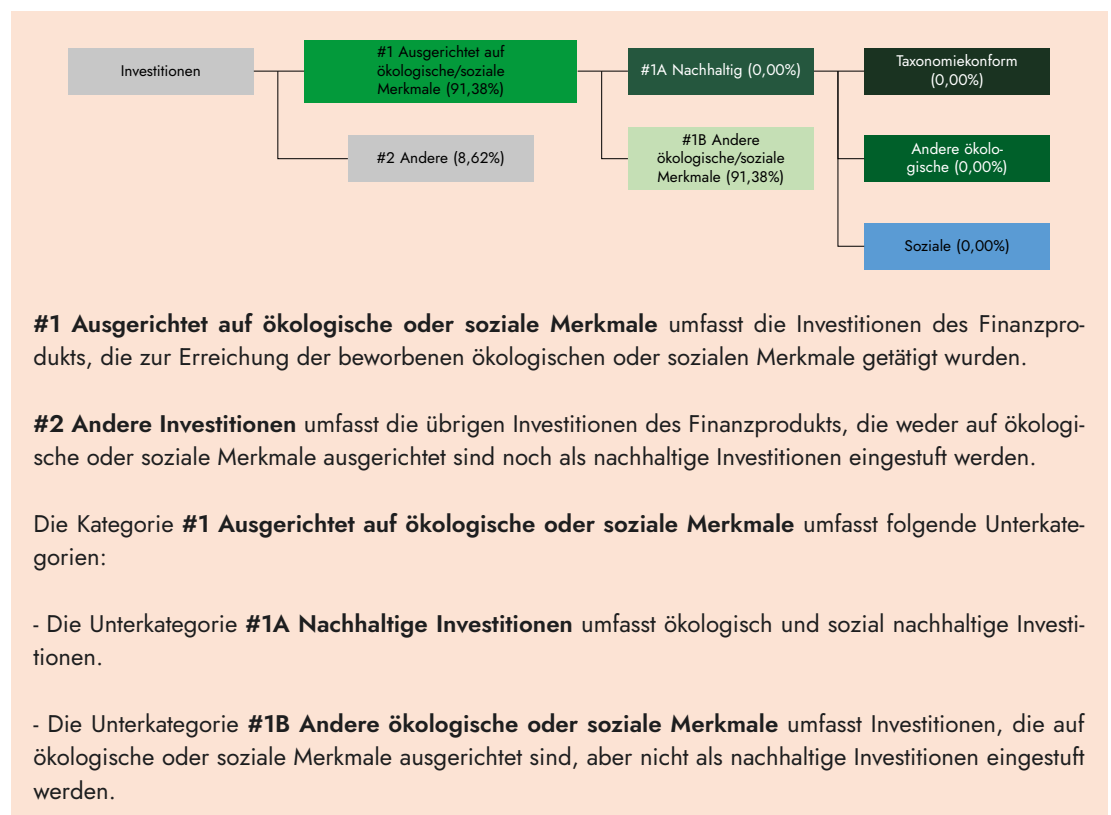 Investitionen
#1 Ausgerichtet auf
ökologische/soziale
Merkmale (91,38%)
#1A Nachhaltig (0,00%)
Taxonomiekonform
(0,00%)
#2 Andere (8,62%)
#1B Andere
ökologische/soziale
Merkmale (91,38%)
Andere ökolo-
gische (0,00%)
Soziale (0,00%)
#1 Ausgerichtet auf ökologische oder soziale Merkmale umfasst die Investitionen des Finanzpro-
dukts, die zur Erreichung der beworbenen ökologischen oder sozialen Merkmale getätigt wurden.
#2 Andere Investitionen umfasst die übrigen Investitionen des Finanzprodukts, die weder auf ökologi-
sche oder soziale Merkmale ausgerichtet sind noch als nachhaltige Investitionen eingestuft werden.
Die Kategorie #1 Ausgerichtet auf ökologische oder soziale Merkmale umfasst folgende Unterkate-
gorien:
- Die Unterkategorie #1A Nachhaltige Investitionen umfasst ökologisch und sozial nachhaltige Investi-
tionen.
- Die Unterkategorie #1B Andere ökologische oder soziale Merkmale umfasst Investitionen, die auf
ökologische oder soziale Merkmale ausgerichtet sind, aber nicht als nachhaltige Investitionen eingestuft
werden.